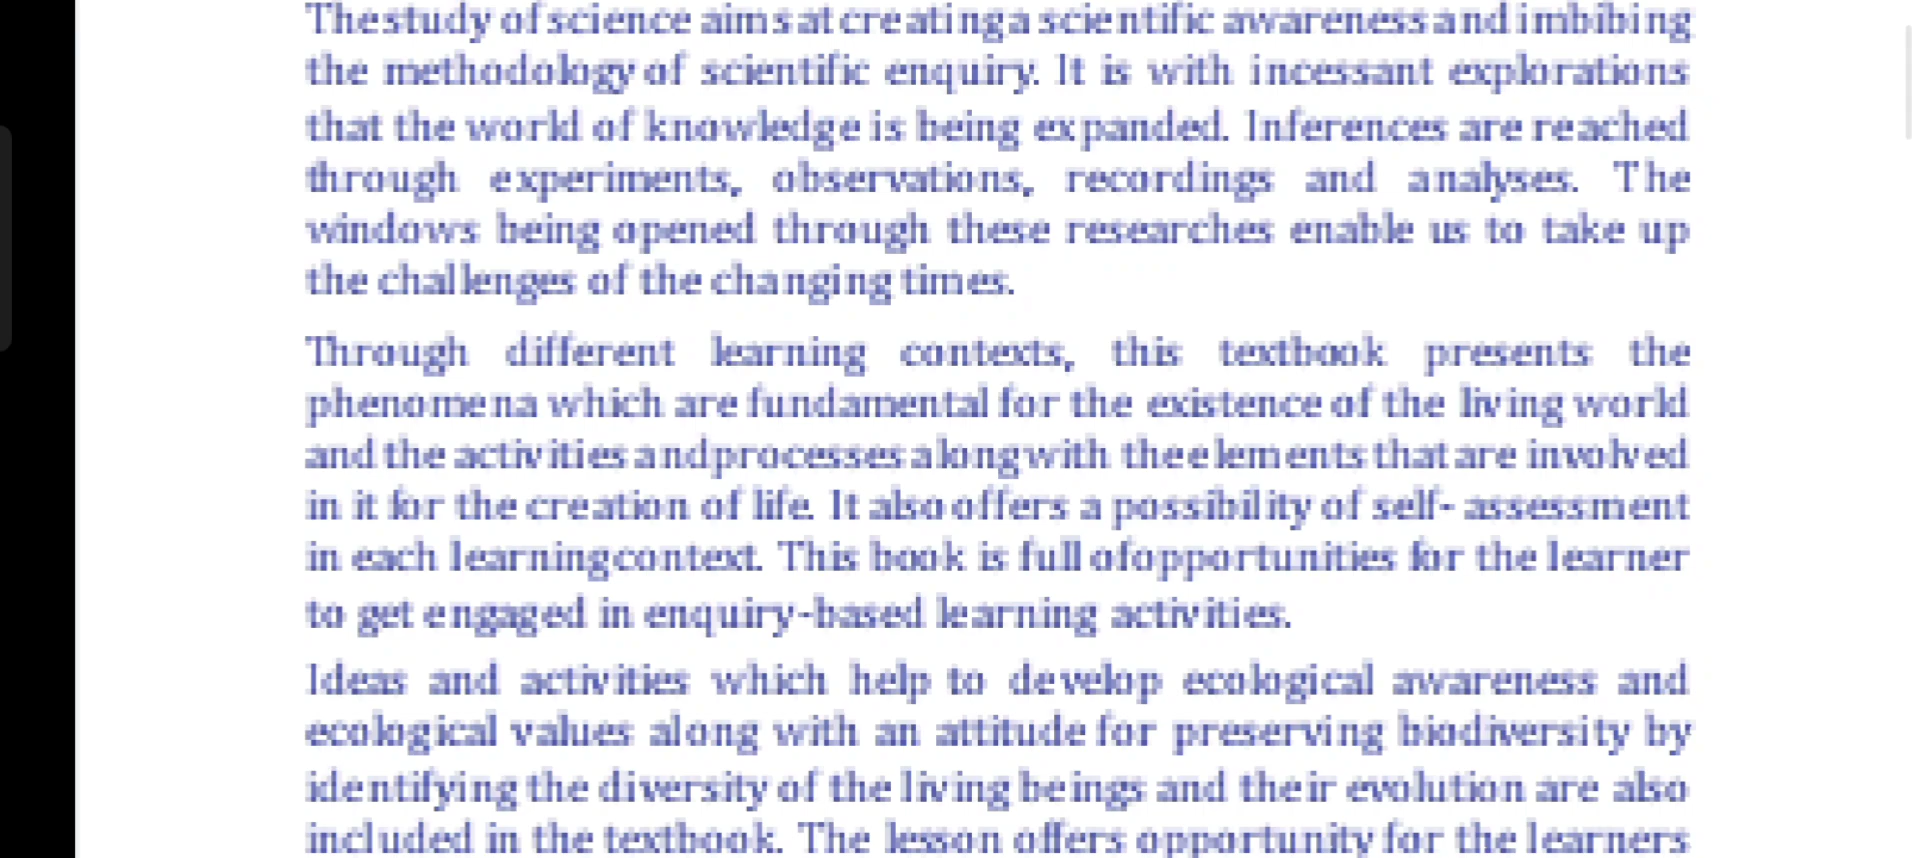 The study of science aims at creating a scientific awareness and imbibing
the methodology of scientific enquiry. It is with incessant explorations
that the world of knowledge is being expanded. Inferences are reached
through experiments, observations, recordings and analyses. The
windows being opened through these researches enable us to take up
the challenges of the changing times.
Through different learning contexts, this textbook presents the
phenomena which are fundamental for the existence of the living world
and the activities and processes along with the elements that are involved
in it for the creation of life. It also offers a possibility of self- assessment
in each learning context. This book is full of opportunities for the learner
to get engaged in enquiry-based learning activities.
Ideas and activities which help to develop ecological awareness and
ecological values along with an attitude for preserving biodiversity by
identifying the diversity of the living beings and their evolution are also
included in the textbook. The lesson offers opportunity for the learners